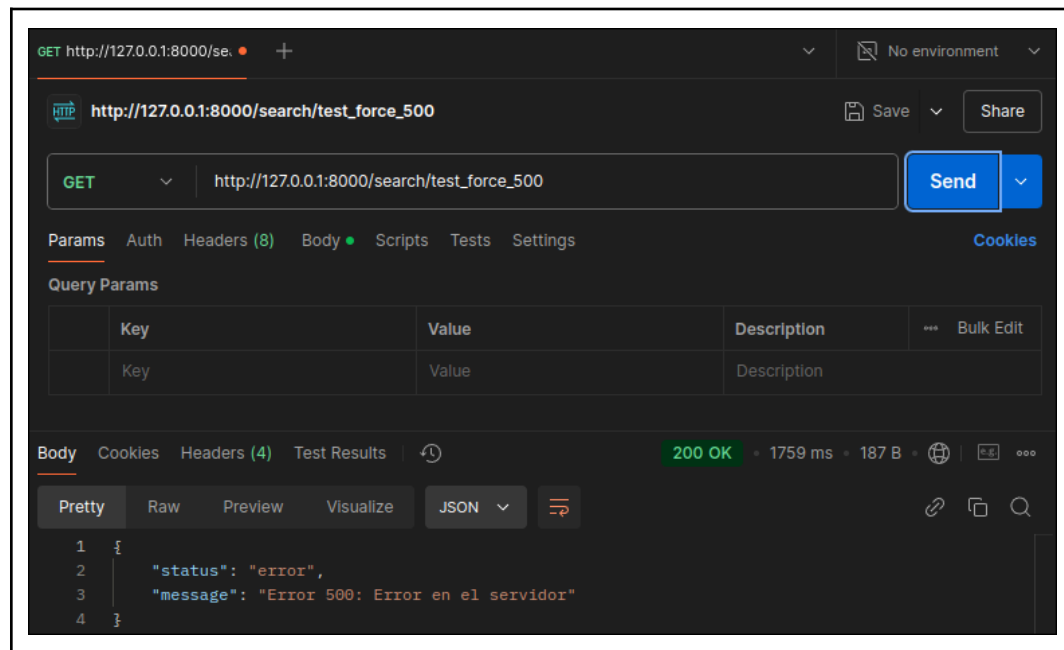 GET http://127.0.0.1:8000/se No environment
HTTP http://127.0.0.1:8000/search/test_force_500 Save Share
GET http://127.0.0.1:8000/search/test_force_500 Send
Params Auth Headers (8) Body Scripts Tests Settings Cookies
Query Params
Key Value Description Bulk Edit
Key Value Description
Body Cookies Headers (4) Test Results 200 OK 1759 ms 187 B e.g.
Pretty Raw Preview Visualize JSON
1 {
2 "status": "error",
3 "message": "Error 500: Error en el servidor"
4 }